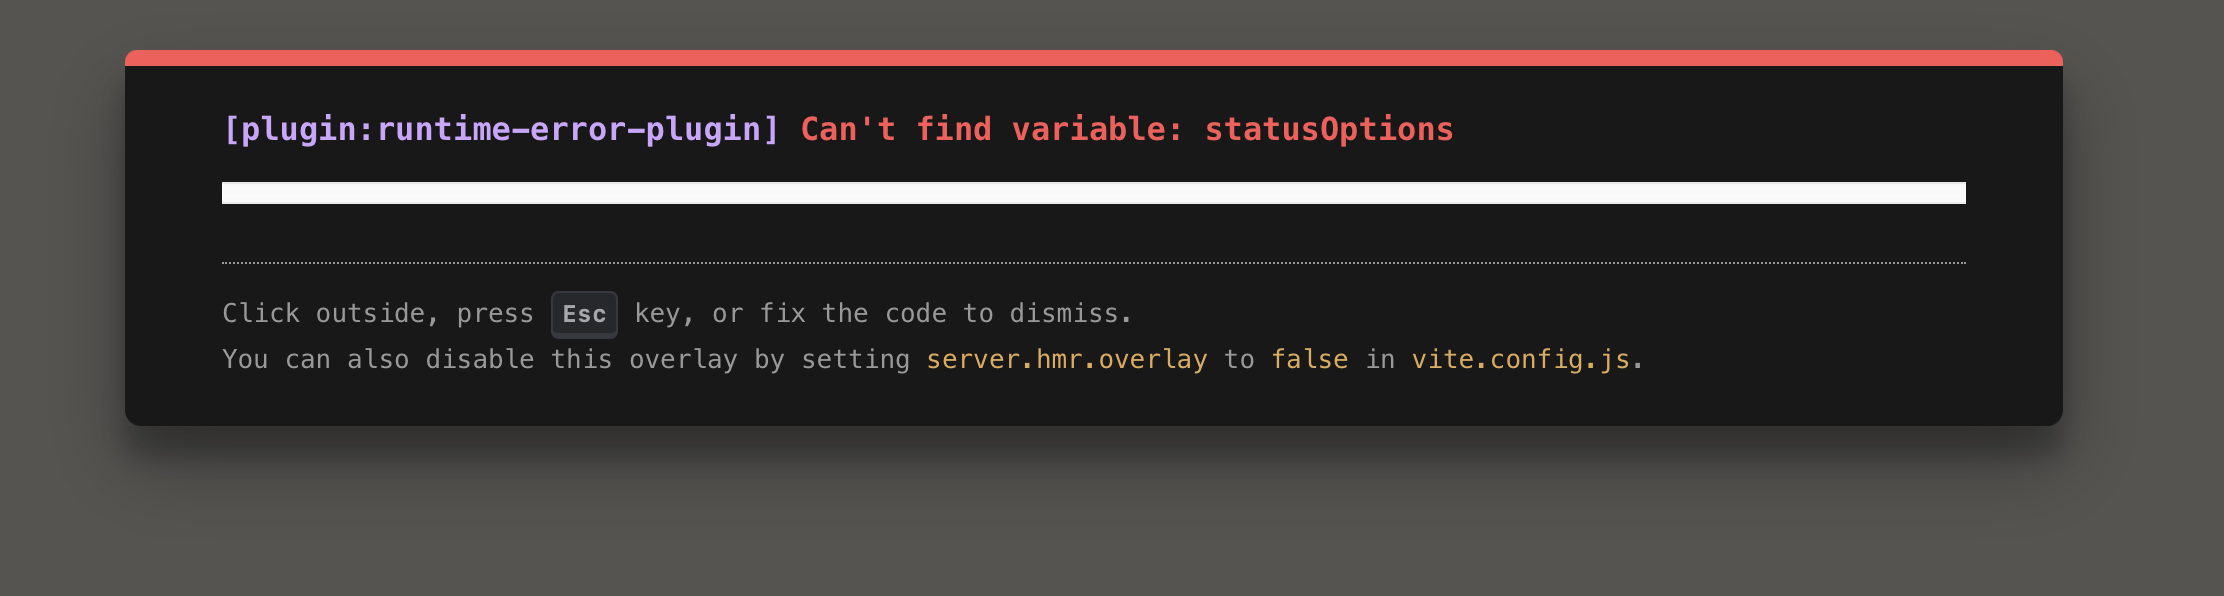 [plugin:runtime-error-plugin] Can't find variable: statusOptions
Click outside, press Esc key, or fix the code to dismiss.
You can also disable this overlay by setting server.hmr.overlay to false in vite.config.js.